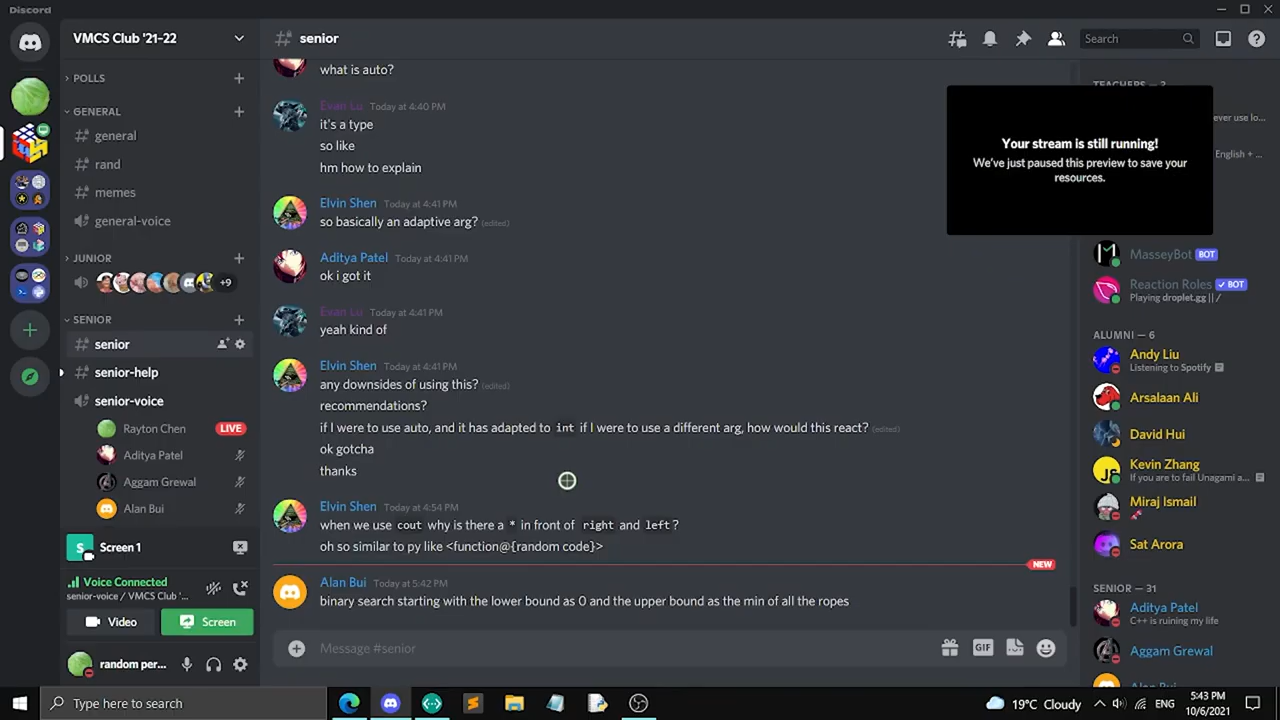 Discord
VMCS Club '21-22
senior
Search
POLLS
GENERAL
general
rand
memes
general-voice
JUNIOR
+9
SENIOR
senior
senior-help
senior-voice
Rayton Chen
LIVE
Aditya Patel
Aggam Grewal
Alan Bui
Screen 1
Voice Connected
senior-voice / VMCS Club '...
Video
Screen
random per...
what is auto?
Evan Lu Today at 4:40 PM
it's a type
so like
hm how to explain
Elvin Shen Today at 4:41 PM
so basically an adaptive arg? (edited)
Aditya Patel Today at 4:41 PM
ok i got it
Evan Lu Today at 4:41 PM
yeah kind of
Elvin Shen Today at 4:41 PM
any downsides of using this? (edited)
recommendations?
if I were to use auto, and it has adapted to int if I were to use a different arg, how would this react? (edited)
ok gotcha
thanks
Elvin Shen Today at 4:54 PM
when we use cout why is there a * in front of right and left?
oh so similar to py like <function@{random code}>
NEW
Alan Bui Today at 5:42 PM
binary search starting with the lower bound as 0 and the upper bound as the min of all the ropes
Message #senior
GIF
Your stream is still running!
We've just paused this preview to save your
resources.
ever use lo...
English + ...
MasseyBot BOT
Reaction Roles ✓ BOT
Playing droplet.gg || /
ALUMNI — 6
Andy Liu
Listening to Spotify
Arsalaan Ali
David Hui
Kevin Zhang
If you are to fail Unagami a...
Miraj Ismail
Sat Arora
SENIOR — 31
Aditya Patel
C++ is ruining my life
Aggam Grewal
Type here to search
19°C Cloudy
ENG
5:43 PM
10/6/2021